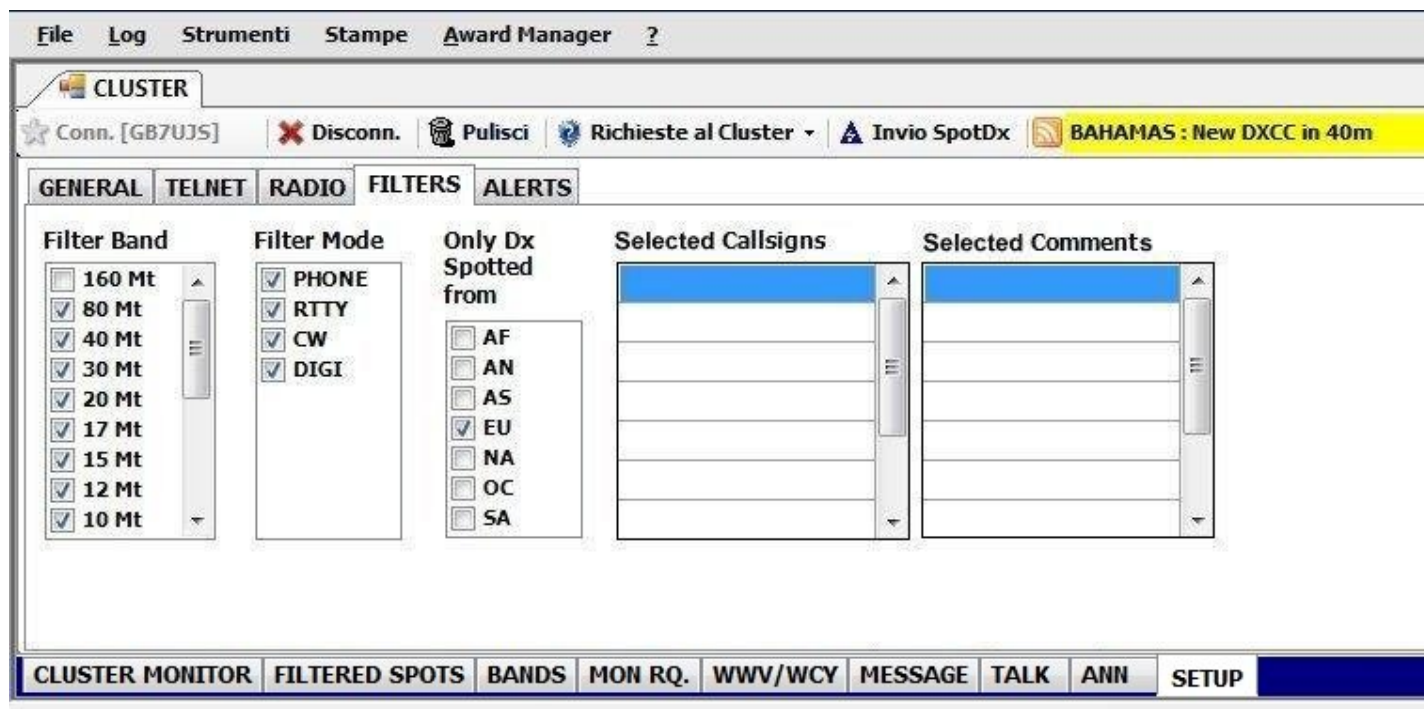 File Log Strumenti Stampe Award Manager ?
CLUSTER
Conn. [GB7UJS] Disconn. Pulisci Richieste al Cluster Invio SpotDx BAHAMAS : New DXCC in 40m
GENERAL TELNET RADIO FILTERS ALERTS
Filter Band
160 Mt
80 Mt
40 Mt
30 Mt
20 Mt
17 Mt
15 Mt
12 Mt
10 Mt
Filter Mode
PHONE
RTTY
CW
DIGI
Only Dx
Spotted
from
AF
AN
AS
EU
NA
OC
SA
Selected Callsigns
Selected Comments
CLUSTER MONITOR FILTERED SPOTS BANDS MON RQ. WWV/WCY MESSAGE TALK ANN SETUP